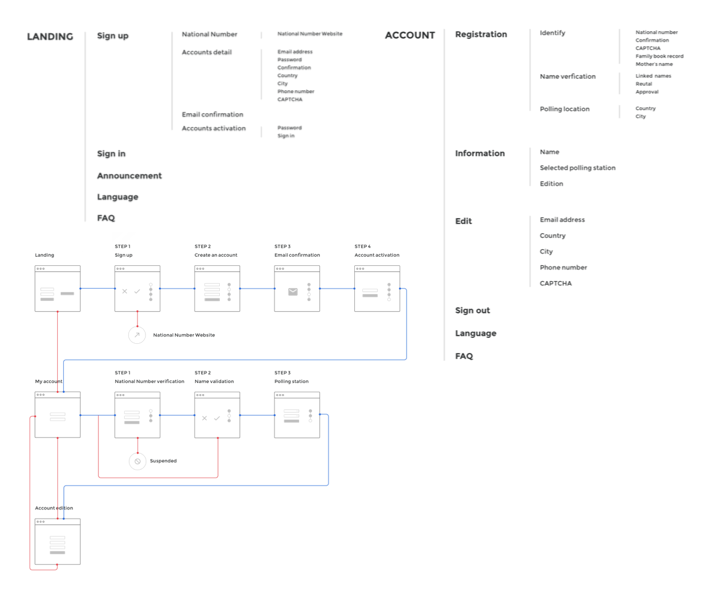 LANDING
Sign up
National Number
National Number Website
Accounts detail
Email address
Password
Confirmation
Country
City
Phone number
CAPTCHA
Email confirmation
Accounts activation
Password
Sign in
Sign in
Announcement
Language
FAQ
ACCOUNT
Registration
Identify
National number
Confirmation
CAPTCHA
Family book record
Mother's name
Name verfication
Linked names
Reutal
Approval
Polling location
Country
City
Information
Name
Selected polling station
Edition
Edit
Email address
Country
City
Phone number
CAPTCHA
Sign out
Language
FAQ
Landing
STEP 1
Sign up
STEP 2
Create an account
STEP 3
Email confirmation
STEP 4
Account activation
National Number Website
My account
STEP 1
National Number verification
STEP 2
Name validation
STEP 3
Polling station
Suspended
Account edition